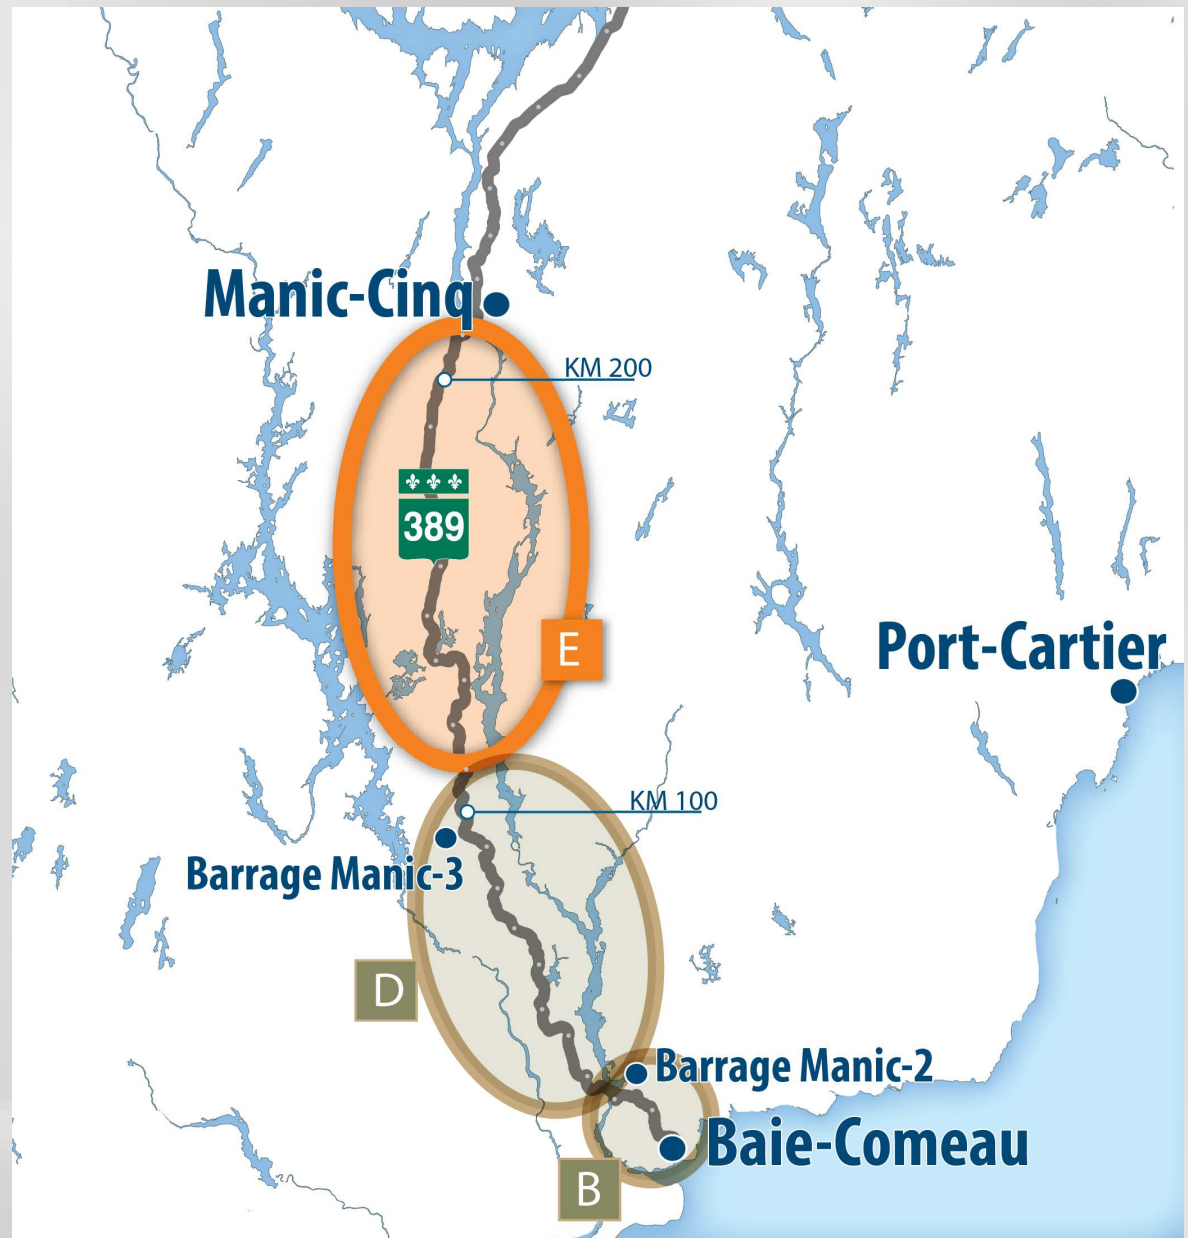 Manic-Cinq
KM 200
389
E
Port-Cartier
KM 100
Barrage Manic-3
D
Barrage Manic-2
Baie-Comeau
B